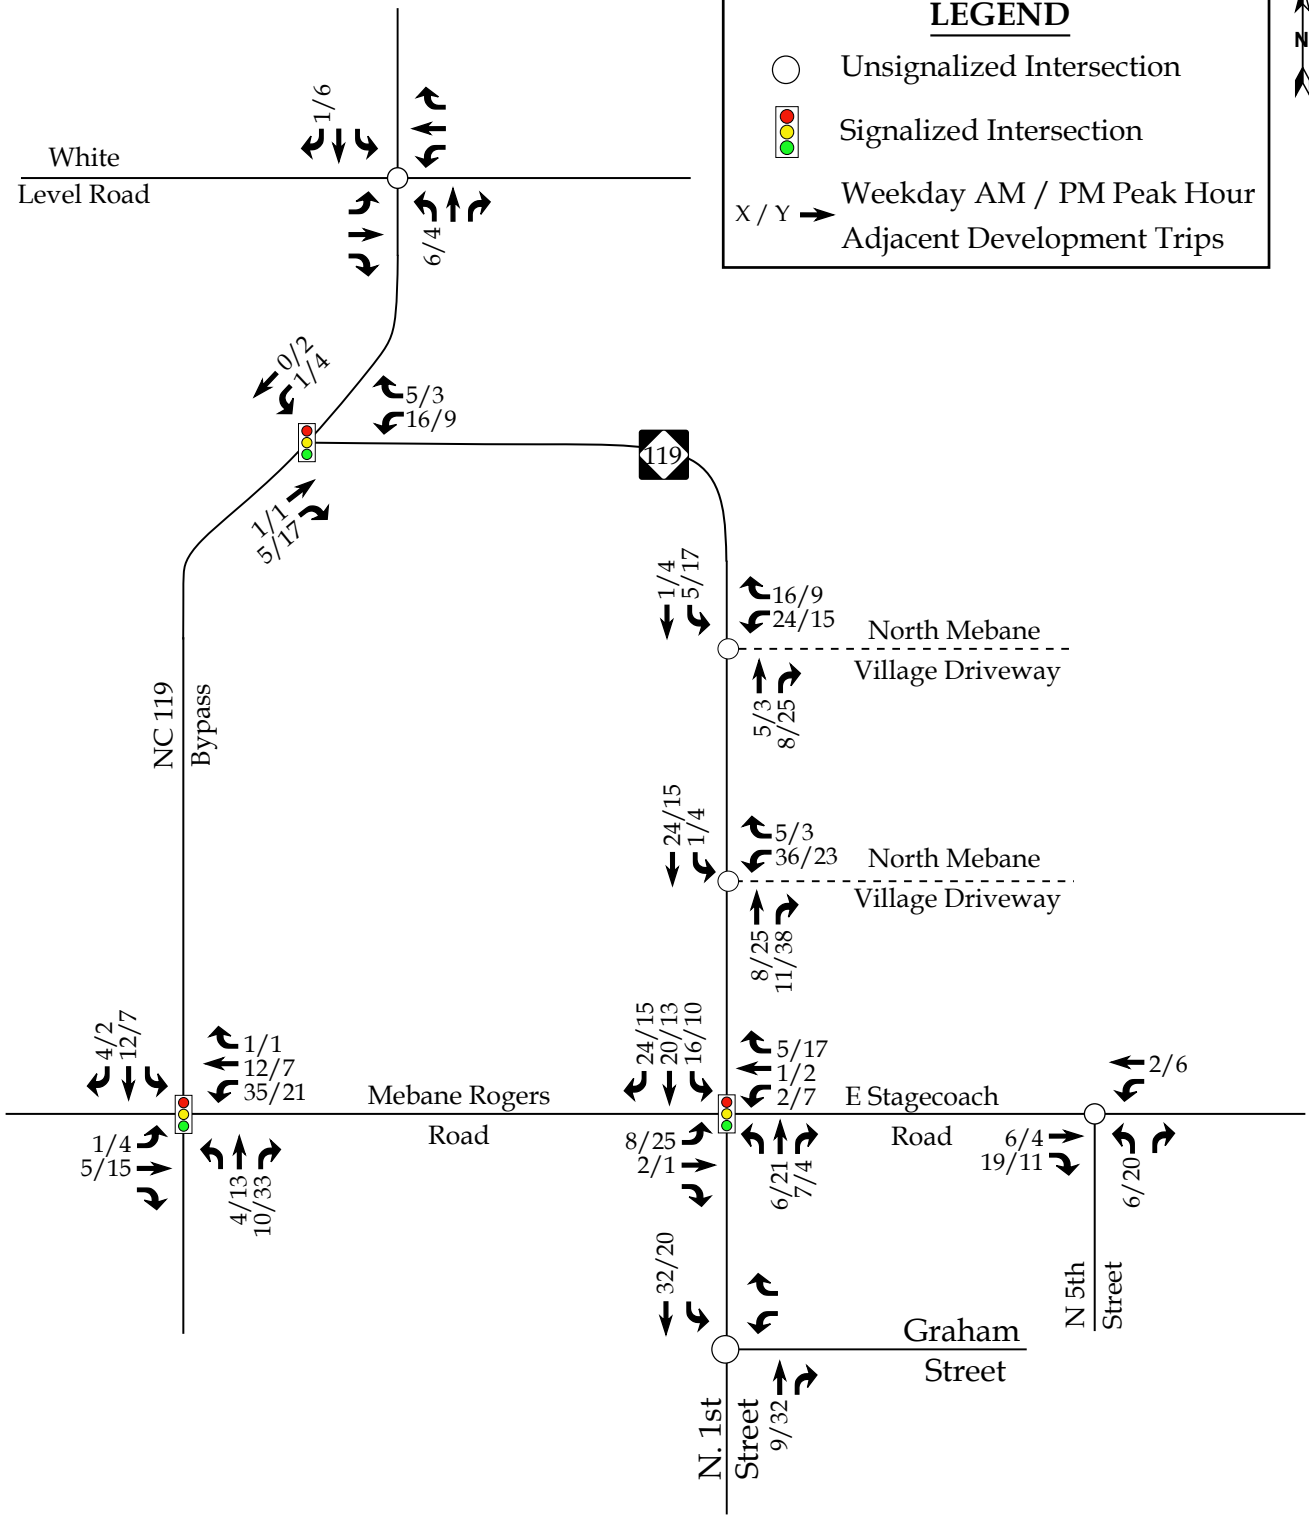 LEGEND
Unsignalized Intersection
Signalized Intersection
X / Y
Weekday AM / PM Peak Hour
Adjacent Development Trips
N
1/6
White
Level Road
6/4
0/2
1/4
5/3
16/9
119
1/1
5/17
1/4
5/17
16/9
24/15
North Mebane
Village Driveway
5/3
8/25
NC 119
Bypass
24/15
1/4
5/3
36/23
North Mebane
Village Driveway
8/25
11/38
4/2
12/7
1/1
12/7
35/21
Mebane Rogers
Road
1/4
5/15
4/13
10/33
24/15
20/13
16/10
5/17
1/2
2/7
E Stagecoach
Road
8/25
2/1
6/21
7/4
2/6
6/4
19/11
6/20
N 5th
Street
32/20
Graham
Street
9/32
N. 1st
Street